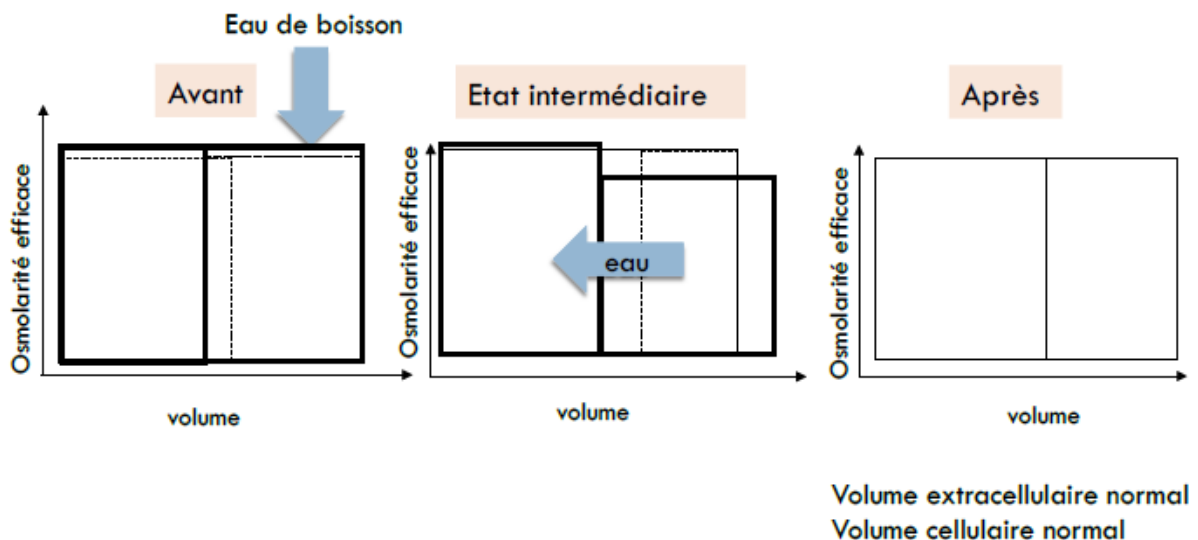 Eau de boisson
Avant
Etat intermédiaire
Après
Osmolarité efficace
Osmolarité efficace
Osmolarité efficace
eau
volume
volume
volume
Volume extracellulaire normal
Volume cellulaire normal